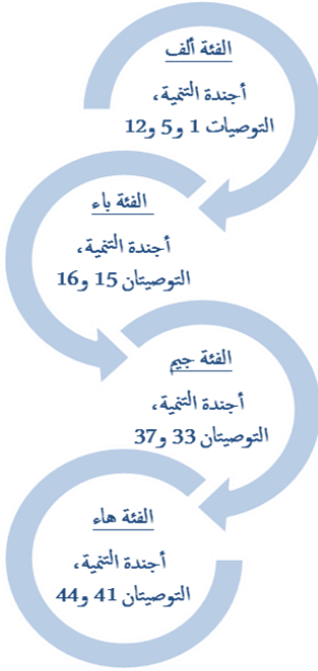 الفئة ألف
أجندة التنمية،
التوصيات 1 و5 و12
الفئة باء
أجندة التنمية،
التوصيتان 15 و16
الفئة جيم
أجندة التنمية،
التوصيتان 33 و37
الفئة هاء
أجندة التنمية،
التوصيتان 41 و44